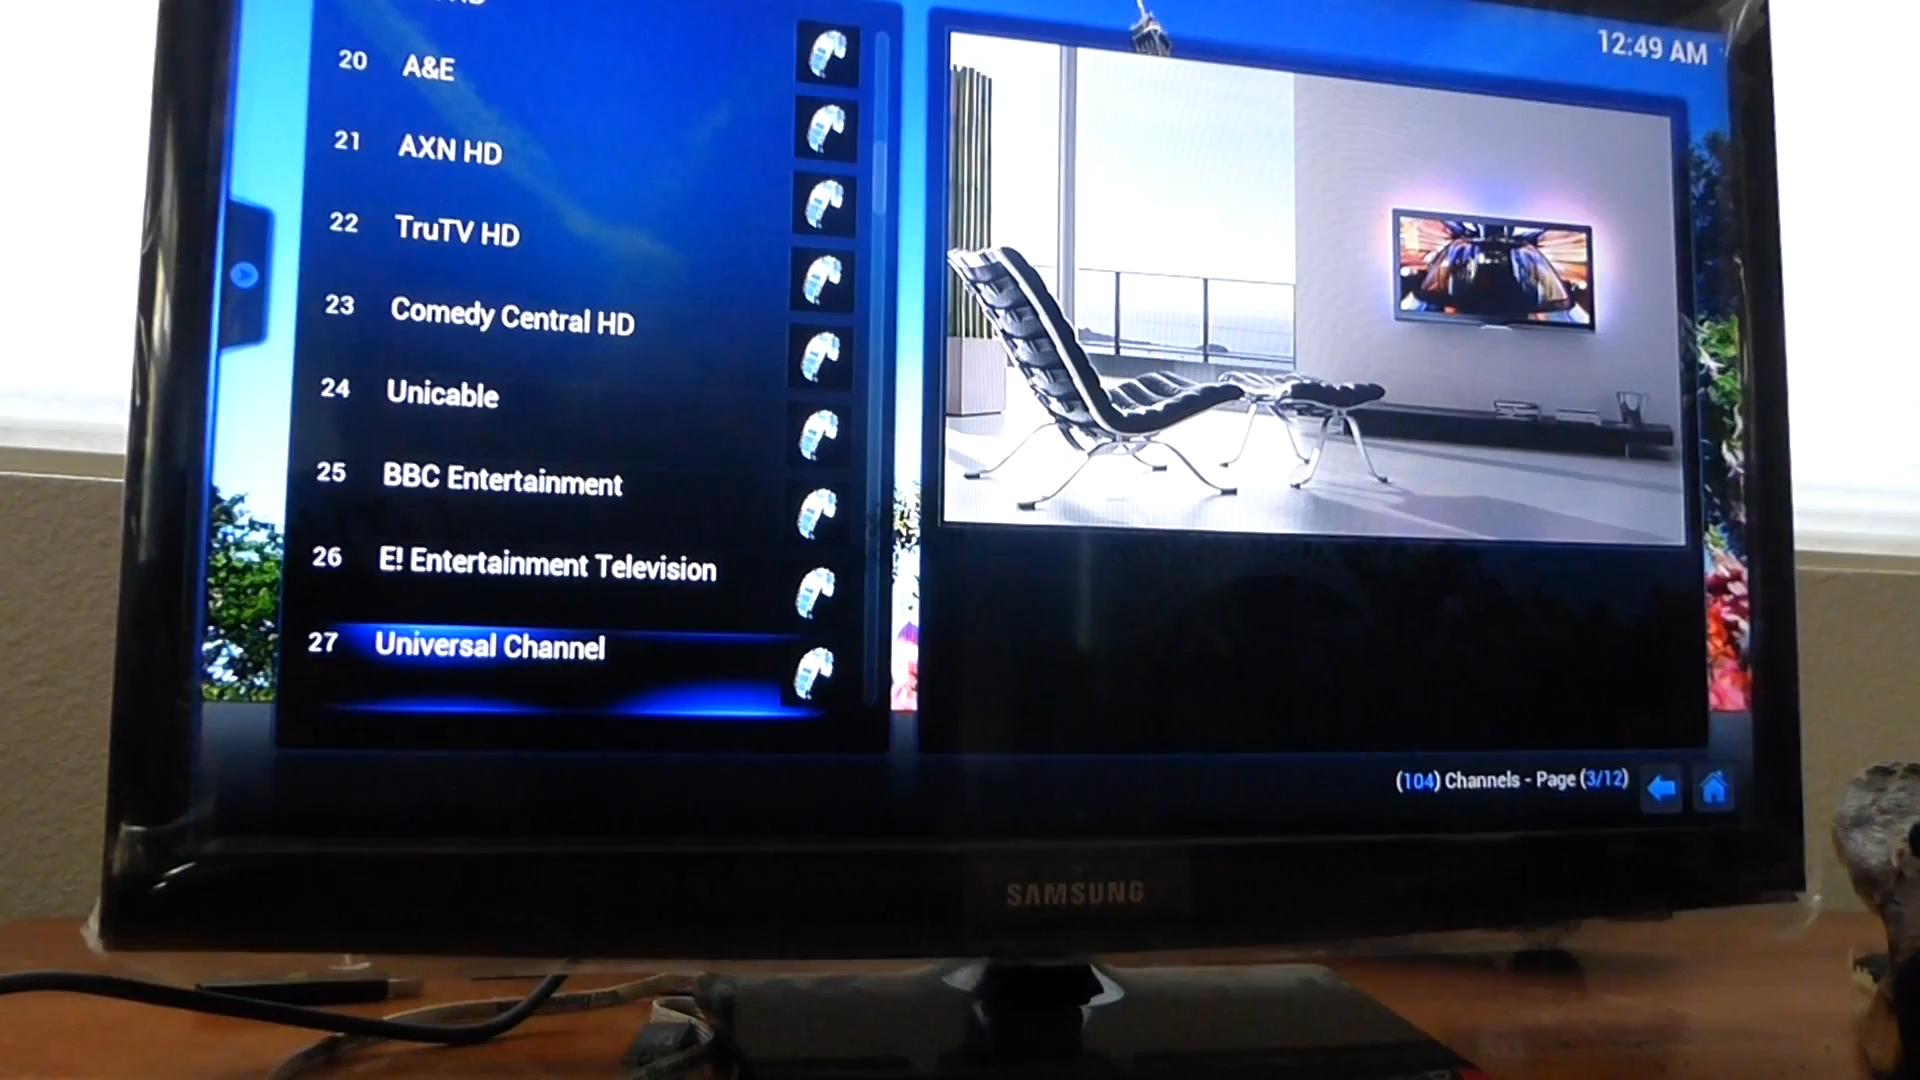 12:49 AM
20 A&E
21 AXN HD
22 TruTV HD
23 Comedy Central HD
24 Unicable
25 BBC Entertainment
26 E! Entertainment Television
27 Universal Channel
(104) Channels - Page (3/12)
SAMSUNG